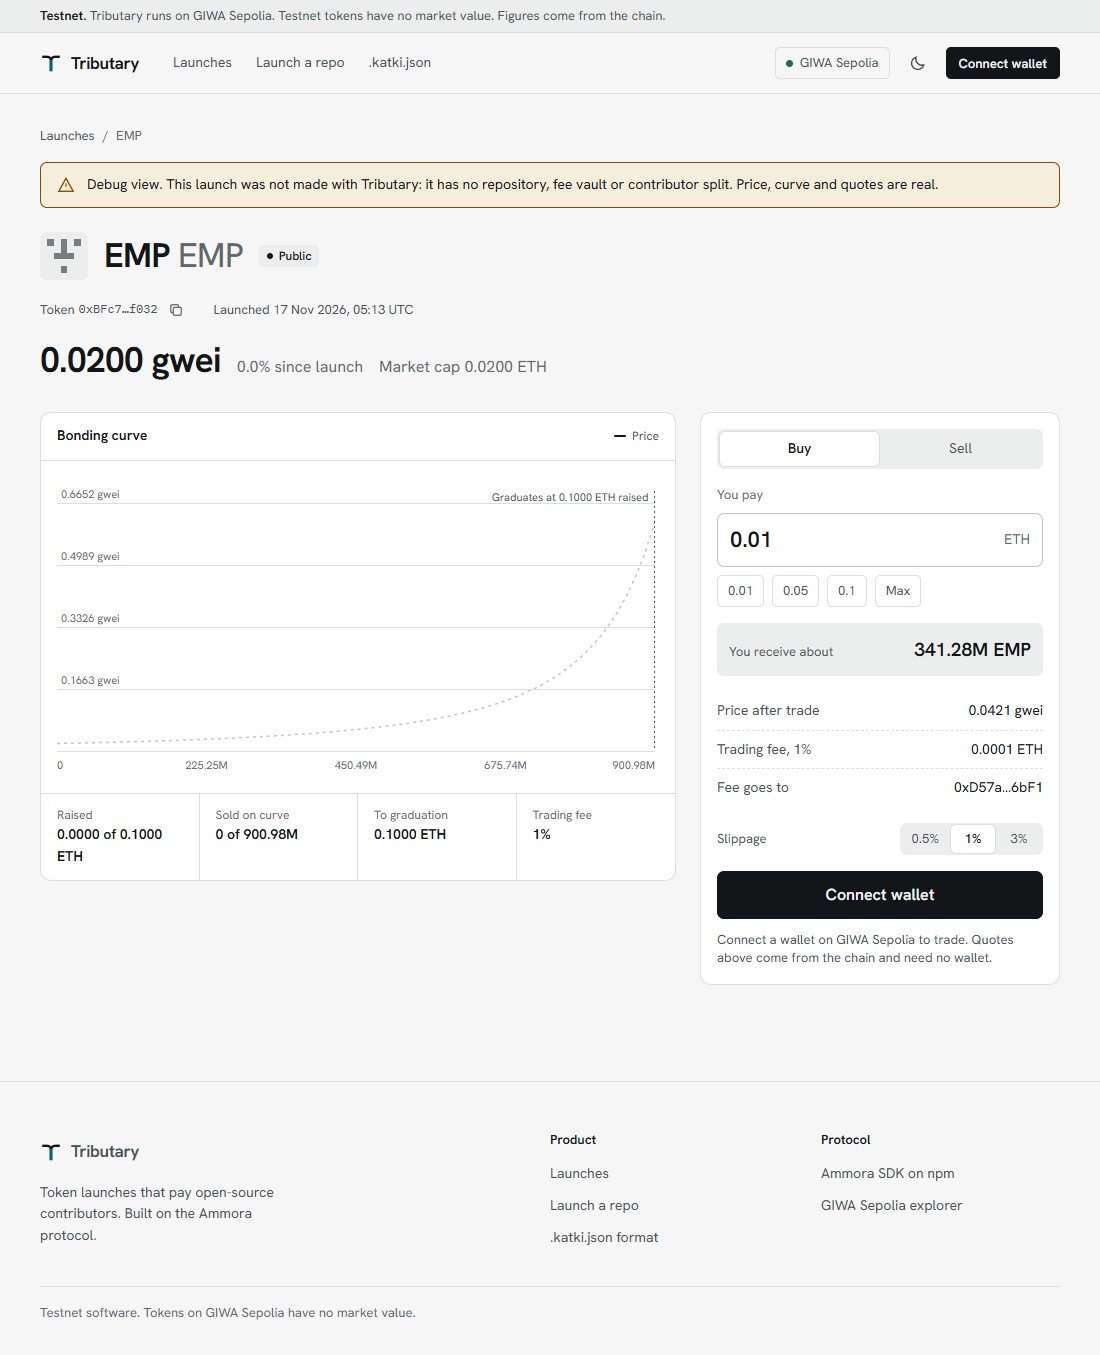 Testnet. Tributary runs on GIWA Sepolia. Testnet tokens have no market value. Figures come from the chain.
Tributary
Launches
Launch a repo
.katki.json
GIWA Sepolia
Connect wallet
Launches / EMP
Debug view. This launch was not made with Tributary: it has no repository, fee vault or contributor split. Price, curve and quotes are real.
EMP EMP
Public
Token 0xBFc7…f032
Launched 17 Nov 2026, 05:13 UTC
0.0200 gwei
0.0% since launch
Market cap 0.0200 ETH
Bonding curve
Price
0.6652 gwei
Graduates at 0.1000 ETH raised
0.4989 gwei
0.3326 gwei
0.1663 gwei
0
225.25M
450.49M
675.74M
900.98M
Raised
0.0000 of 0.1000
ETH
Sold on curve
0 of 900.98M
To graduation
0.1000 ETH
Trading fee
1%
Buy
Sell
You pay
0.01
ETH
0.01
0.05
0.1
Max
You receive about
341.28M EMP
Price after trade
0.0421 gwei
Trading fee, 1%
0.0001 ETH
Fee goes to
0xD57a…6bF1
Slippage
0.5%
1%
3%
Connect wallet
Connect a wallet on GIWA Sepolia to trade. Quotes
above come from the chain and need no wallet.
Tributary
Token launches that pay open-source
contributors. Built on the Ammora
protocol.
Product
Launches
Launch a repo
.katki.json format
Protocol
Ammora SDK on npm
GIWA Sepolia explorer
Testnet software. Tokens on GIWA Sepolia have no market value.